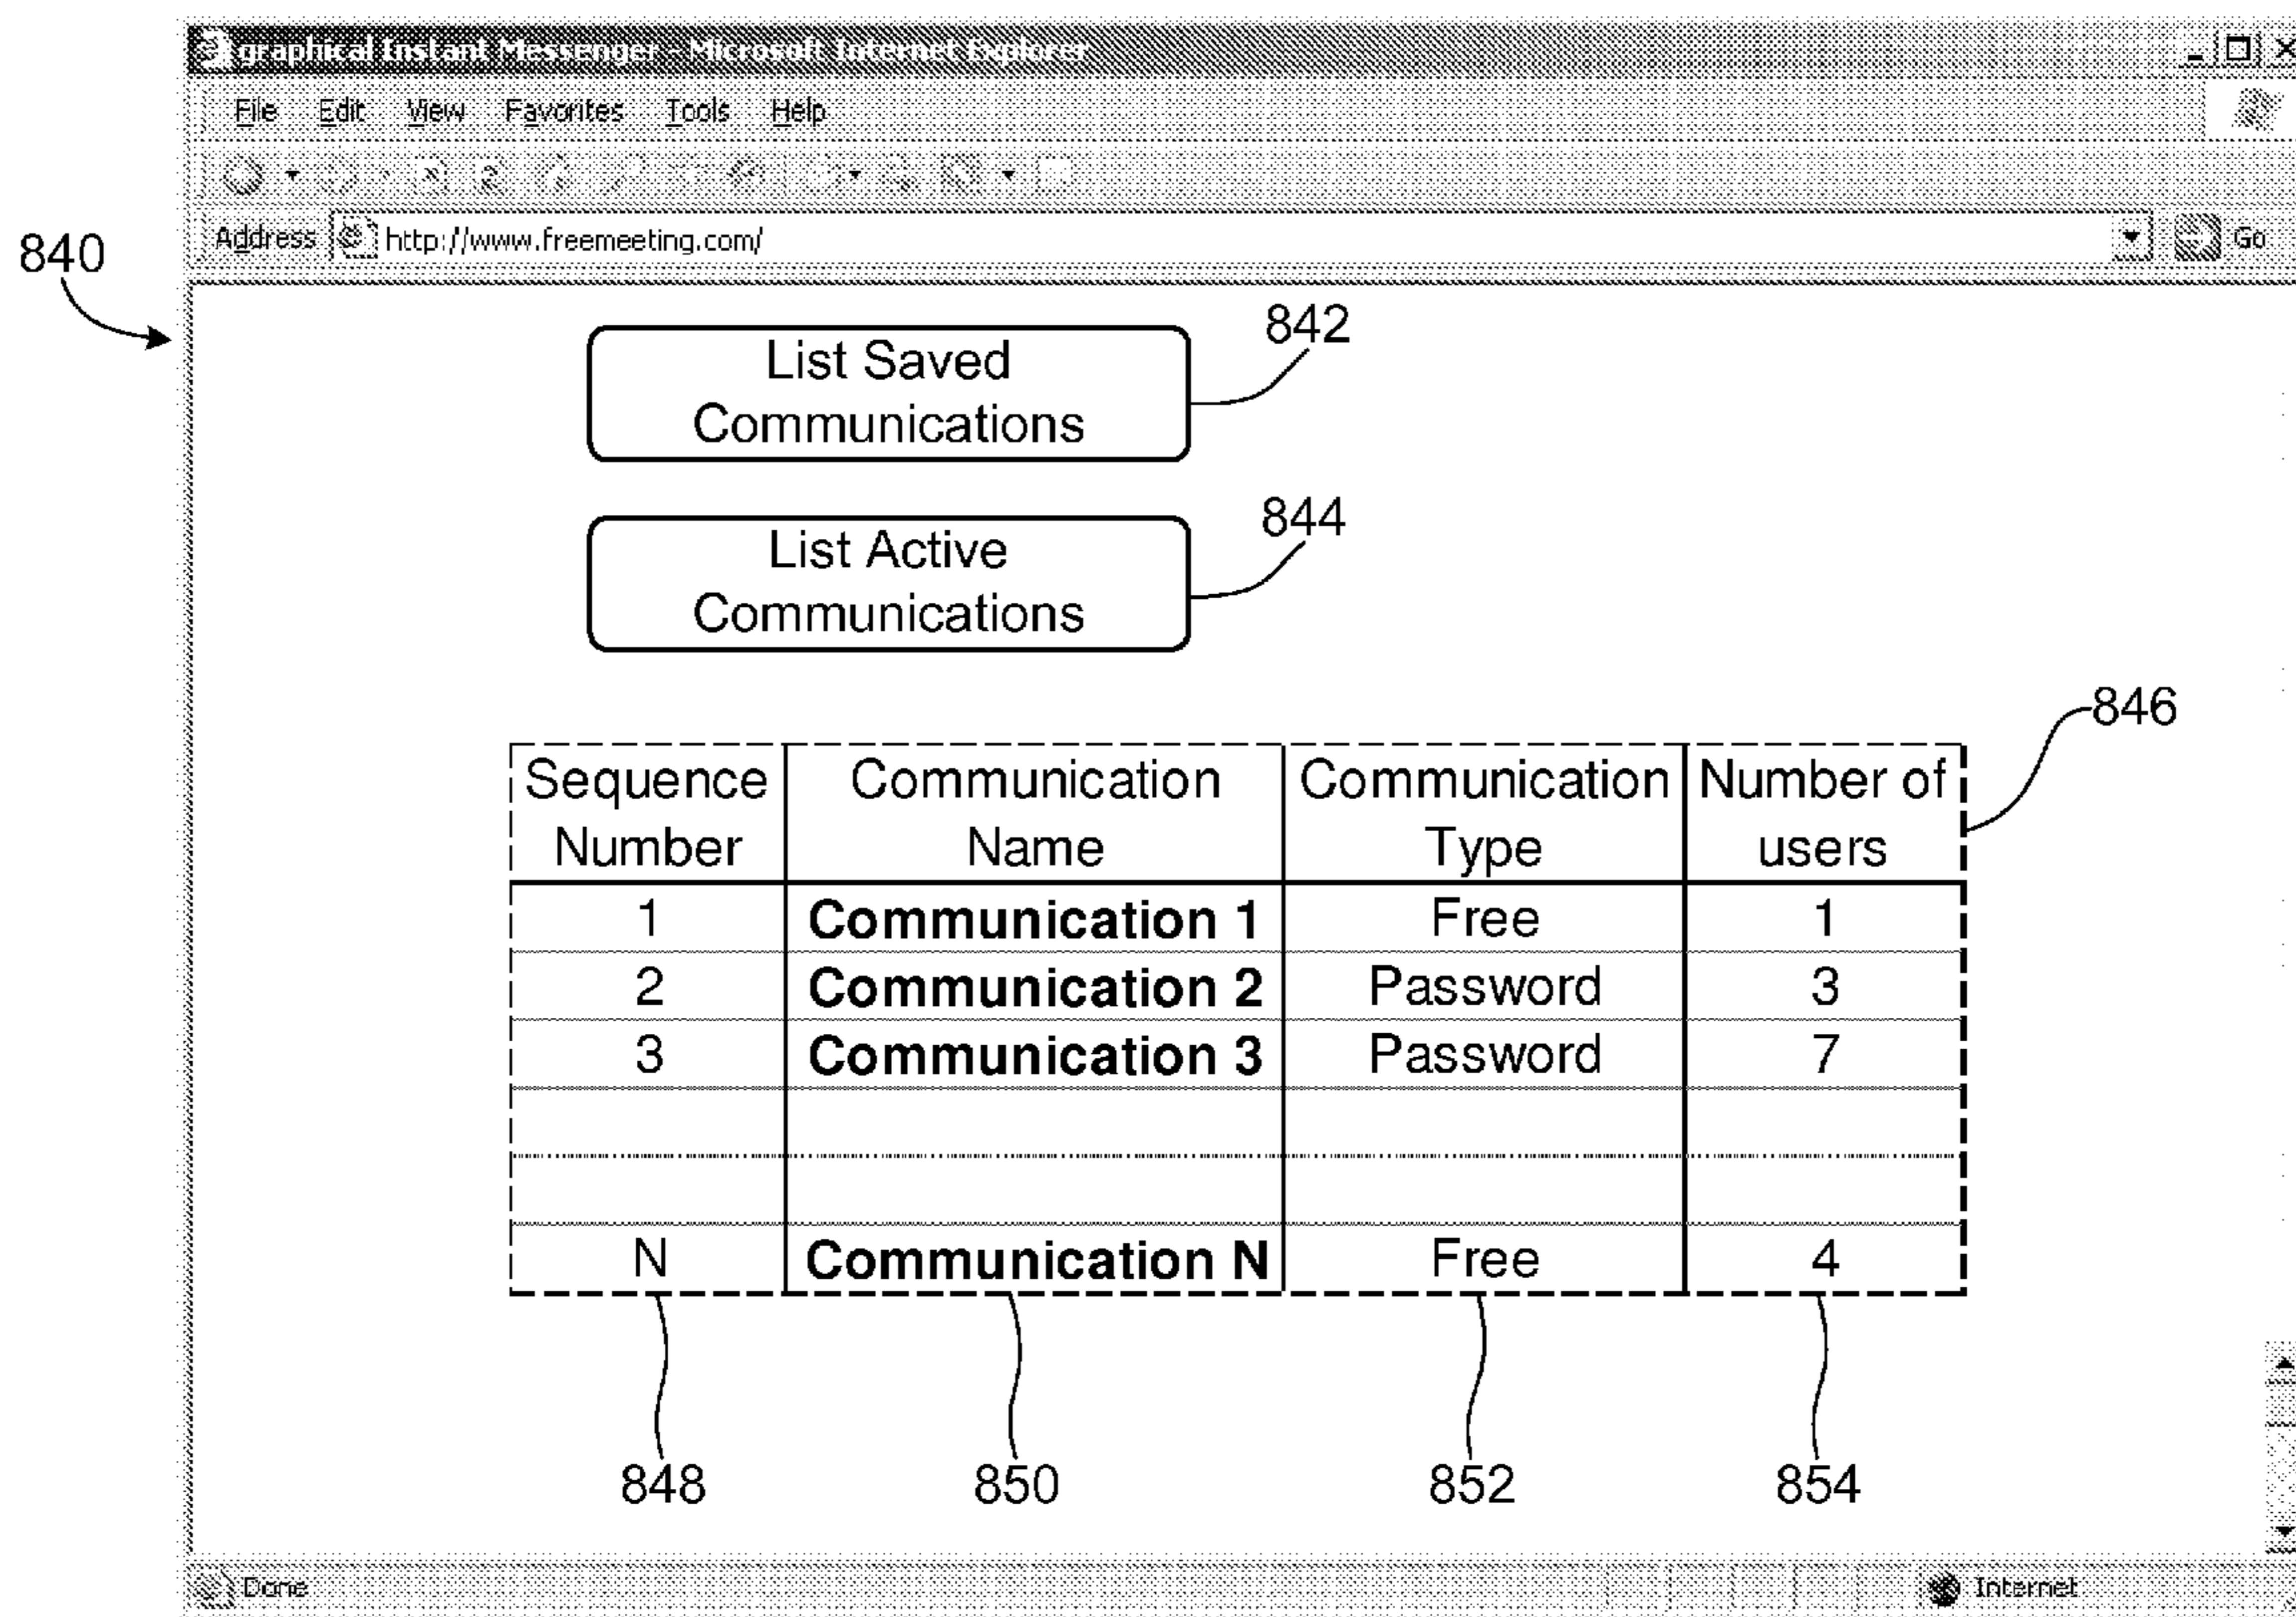 graphical Instant Messenger - Microsoft Internet Explorer
File Edit View Favorites Tools Help
Address http://www.freemeeting.com/ Go
840
List Saved
Communications
842
List Active
Communications
844
846
Sequence Number Communication Name Communication Type Number of users
1 Communication 1 Free 1
2 Communication 2 Password 3
3 Communication 3 Password 7
N Communication N Free 4
848 850 852 854
Done Internet